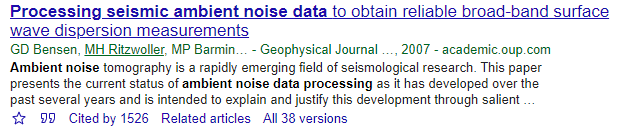 Processing seismic ambient noise data to obtain reliable broad-band surface
wave dispersion measurements
GD Bensen, MH Ritzwoller, MP Barmin… - Geophysical Journal …, 2007 - academic.oup.com
Ambient noise tomography is a rapidly emerging field of seismological research. This paper
presents the current status of ambient noise data processing as it has developed over the
past several years and is intended to explain and justify this development through salient …
Cited by 1526 Related articles All 38 versions